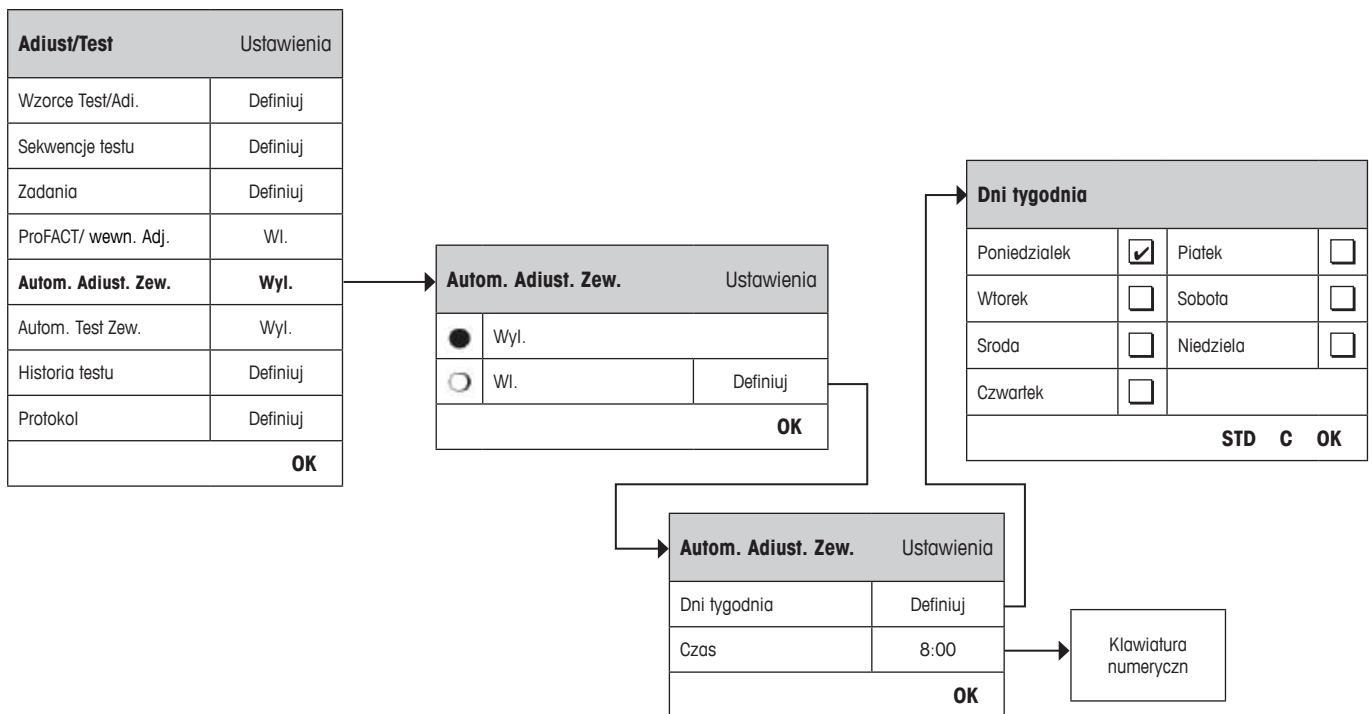 Adiust/Test Ustawienia
Wzorce Test/Adi. Definiuj
Sekwencje testu Definiuj
Zadania Definiuj
ProFACT/ wewn. Adj. Wl.
Autom. Adiust. Zew. Wyl.
Autom. Test Zew. Wyl.
Historia testu Definiuj
Protokol Definiuj
OK
Autom. Adiust. Zew. Ustawienia
Wyl.
Wl. Definiuj
OK
Autom. Adiust. Zew. Ustawienia
Dni tygodnia Definiuj
Czas 8:00
OK
Dni tygodnia
Poniedzialek Piatek
Wtorek Sobota
Sroda Niedziela
Czwartek
STD C OK
Klawiatura
numeryczn